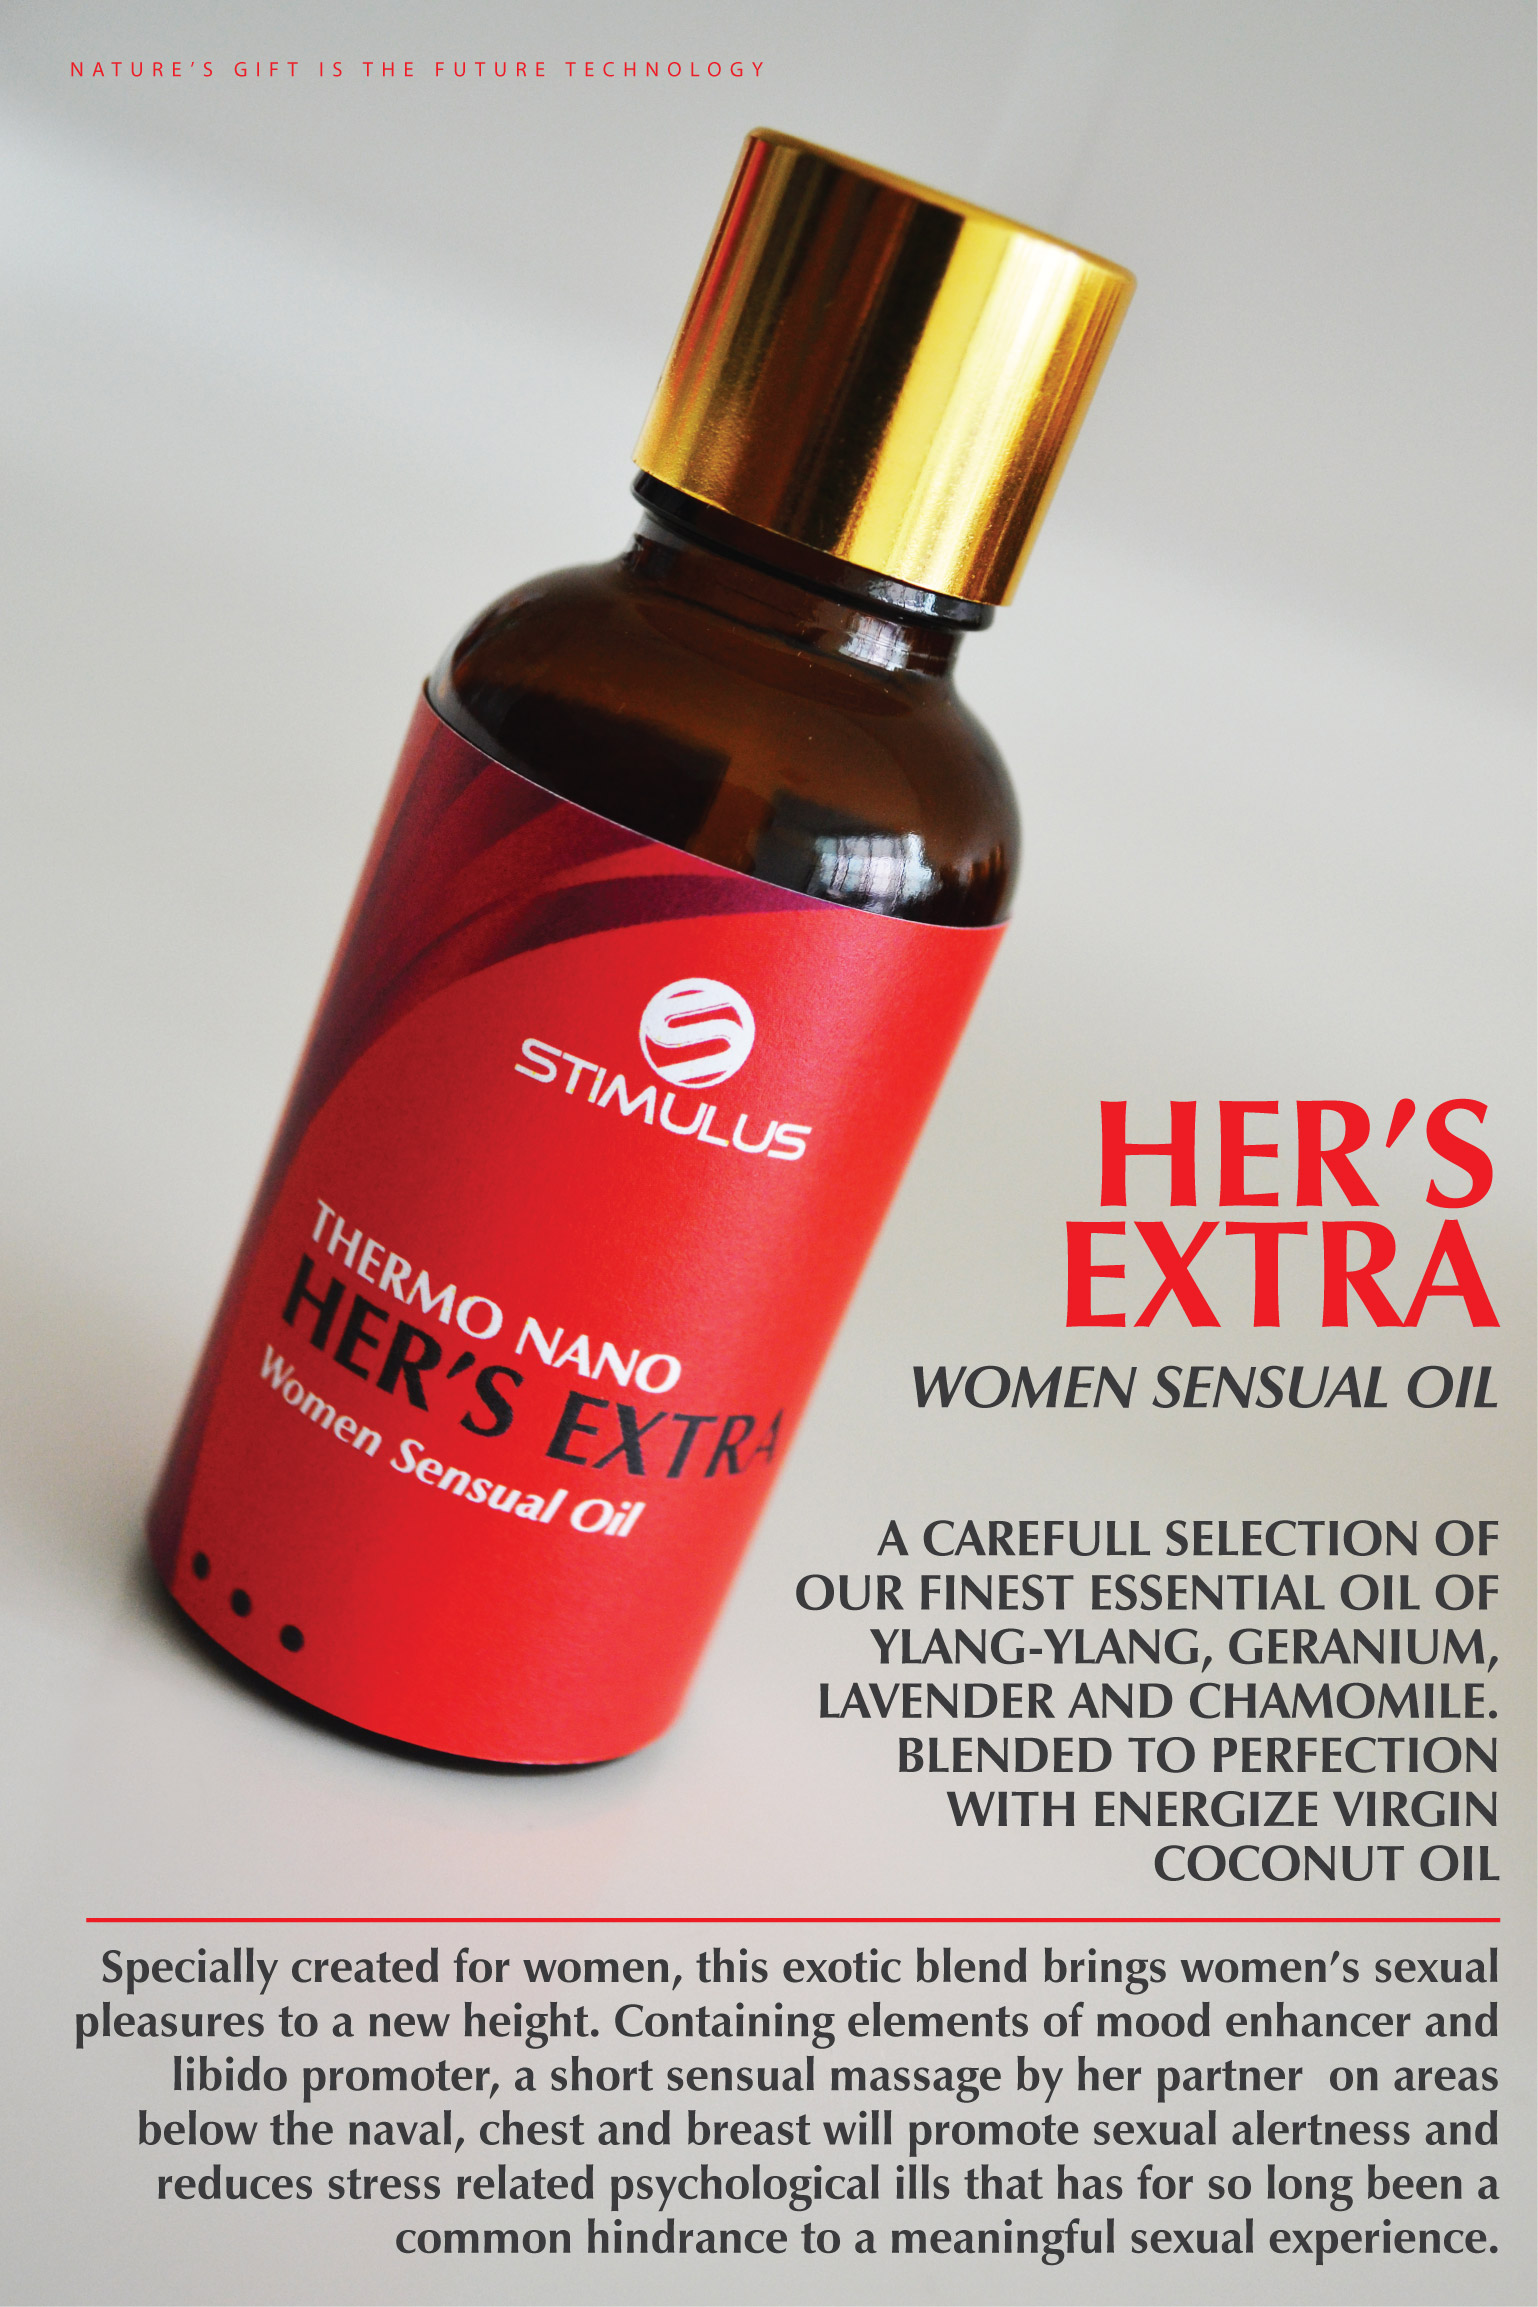 NATURE'S GIFT IS THE FUTURE TECHNOLOGY
STIMULUS
THERMO NANO
HER'S EXTRA
Women Sensual Oil
HER'S
EXTRA
WOMEN SENSUAL OIL
A CAREFULL SELECTION OF
OUR FINEST ESSENTIAL OIL OF
YLANG-YLANG, GERANIUM,
LAVENDER AND CHAMOMILE.
BLENDED TO PERFECTION
WITH ENERGIZE VIRGIN
COCONUT OIL
Specially created for women, this exotic blend brings women's sexual
pleasures to a new height. Containing elements of mood enhancer and
libido promoter, a short sensual massage by her partner on areas
below the naval, chest and breast will promote sexual alertness and
reduces stress related psychological ills that has for so long been a
common hindrance to a meaningful sexual experience.